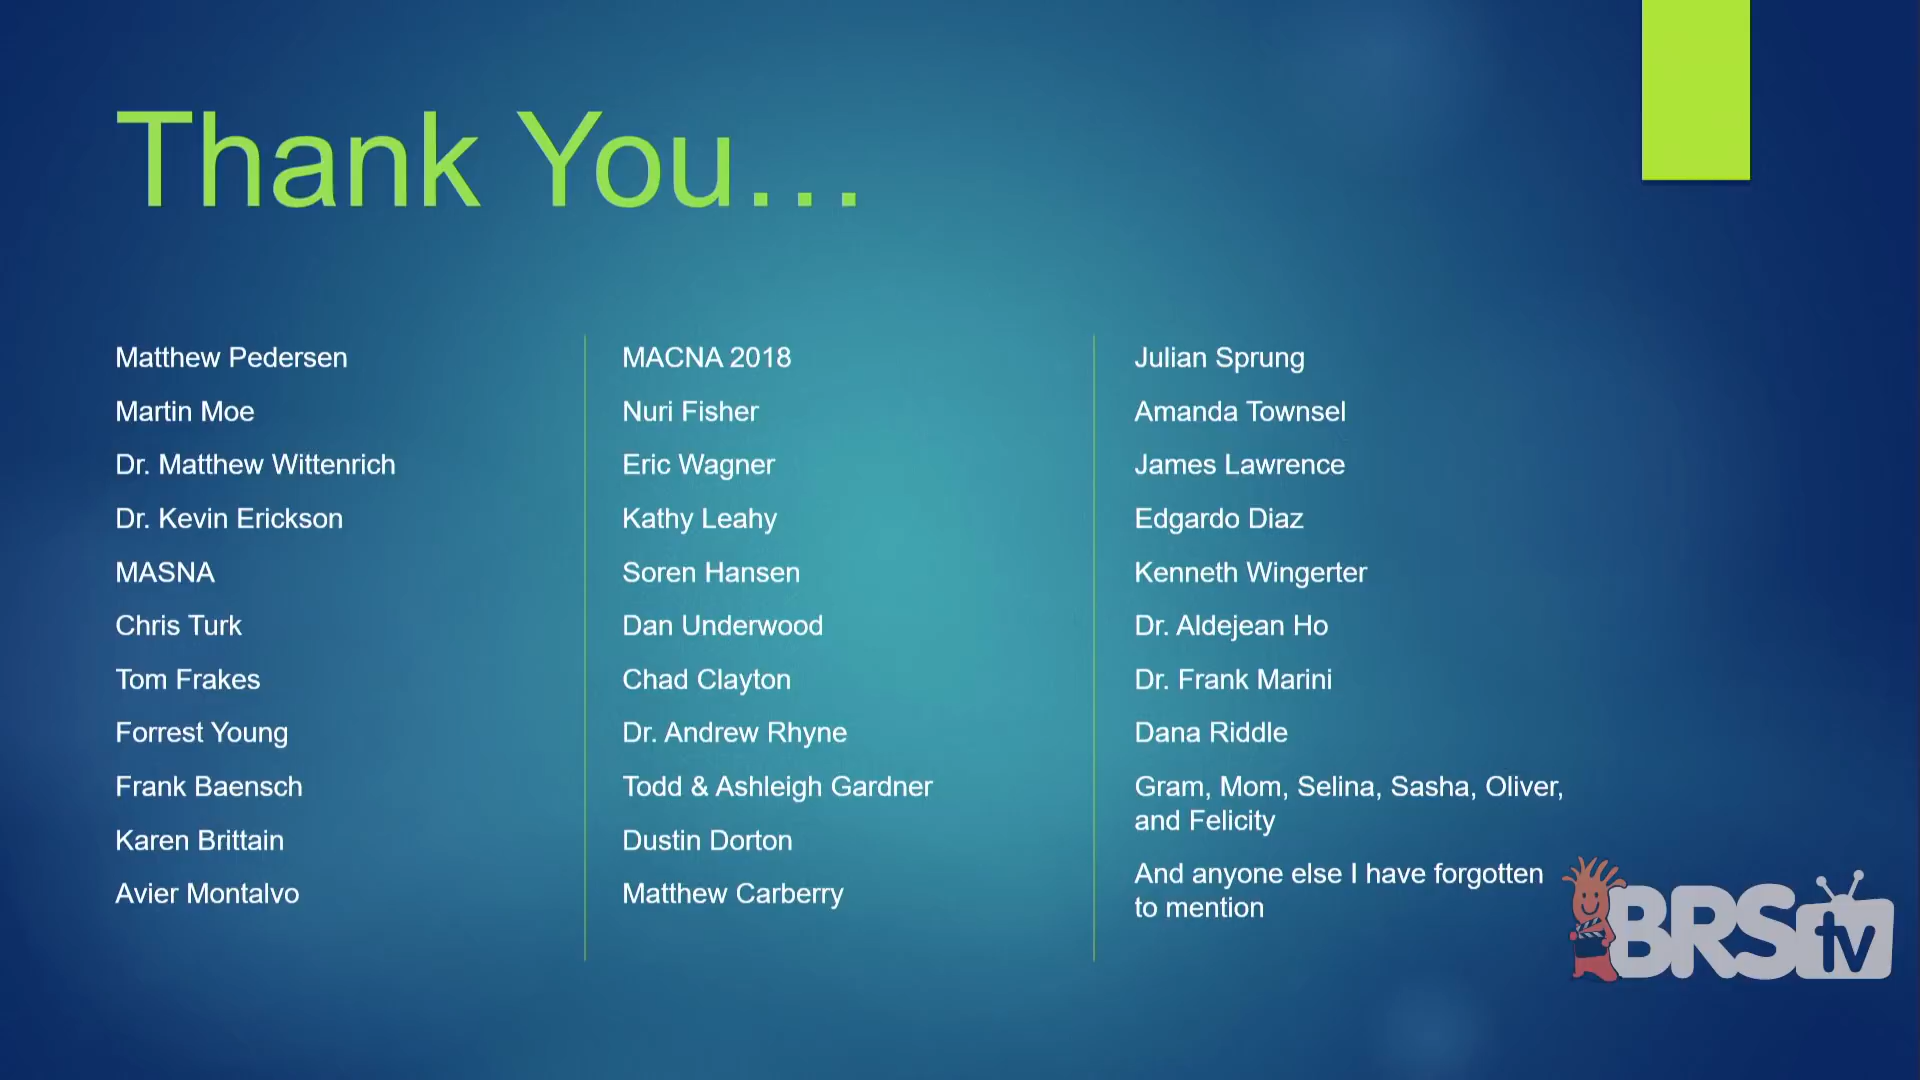 Thank You...
Matthew Pedersen
Martin Moe
Dr. Matthew Wittenrich
Dr. Kevin Erickson
MASNA
Chris Turk
Tom Frakes
Forrest Young
Frank Baensch
Karen Brittain
Avier Montalvo
MACNA 2018
Nuri Fisher
Eric Wagner
Kathy Leahy
Soren Hansen
Dan Underwood
Chad Clayton
Dr. Andrew Rhyne
Todd & Ashleigh Gardner
Dustin Dorton
Matthew Carberry
Julian Sprung
Amanda Townsel
James Lawrence
Edgardo Diaz
Kenneth Wingerter
Dr. Aldejean Ho
Dr. Frank Marini
Dana Riddle
Gram, Mom, Selina, Sasha, Oliver,
and Felicity
And anyone else I have forgotten
to mention
BRStv